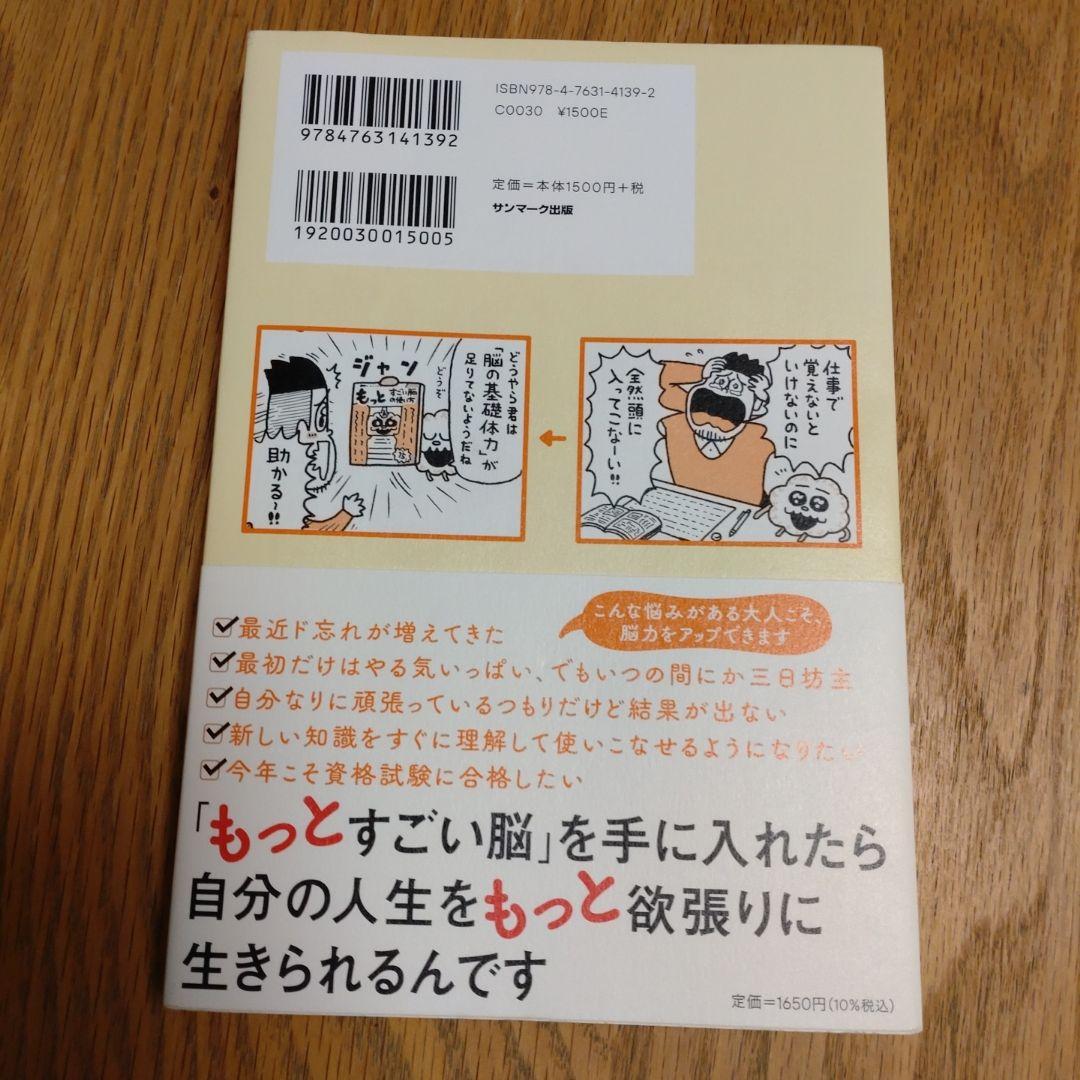 9784763141392
ISBN978-4-7631-4139-2
C0030 ¥1500E
1920030015005
定価=本体1500円+税
サンマーク出版
仕事で
覚えないと
いけないのに
全然頭に
入ってこなーい!!
どうやら君は
「脳の基礎体力」が
足りてないようだね
どうぞ
ジャン
もっと
すごい脳
の使い方
助かる~!!
こんな悩みがある大人こそ、
脳力をアップできます
最近ド忘れが増えてきた
最初だけはやる気いっぱい、でもいつの間にか三日坊主
自分なりに頑張っているつもりだけど結果が出ない
新しい知識をすぐに理解して使いこなせるようになりたい
今年こそ資格試験に合格したい
「もっとすごい脳」を手に入れたら
自分の人生をもっと欲張りに
生きられるんです
定価=1650円(10%税込)